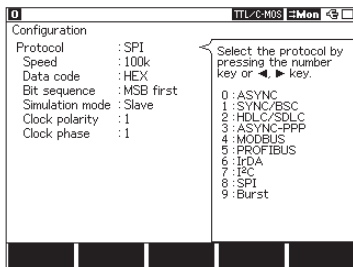 0 TTL/C-MOS ⇄Mon
Configuration
Protocol : SPI
Speed : 100k
Data code : HEX
Bit sequence : MSB first
Simulation mode : Slave
Clock polarity : 1
Clock phase : 1
Select the protocol by
pressing the number
key or ◄, ► key.
0 : ASYNC
1 : SYNC/BSC
2 : HDLC/SDLC
3 : ASYNC-PPP
4 : MODBUS
5 : PROFIBUS
6 : IrDA
7 : I²C
8 : SPI
9 : Burst